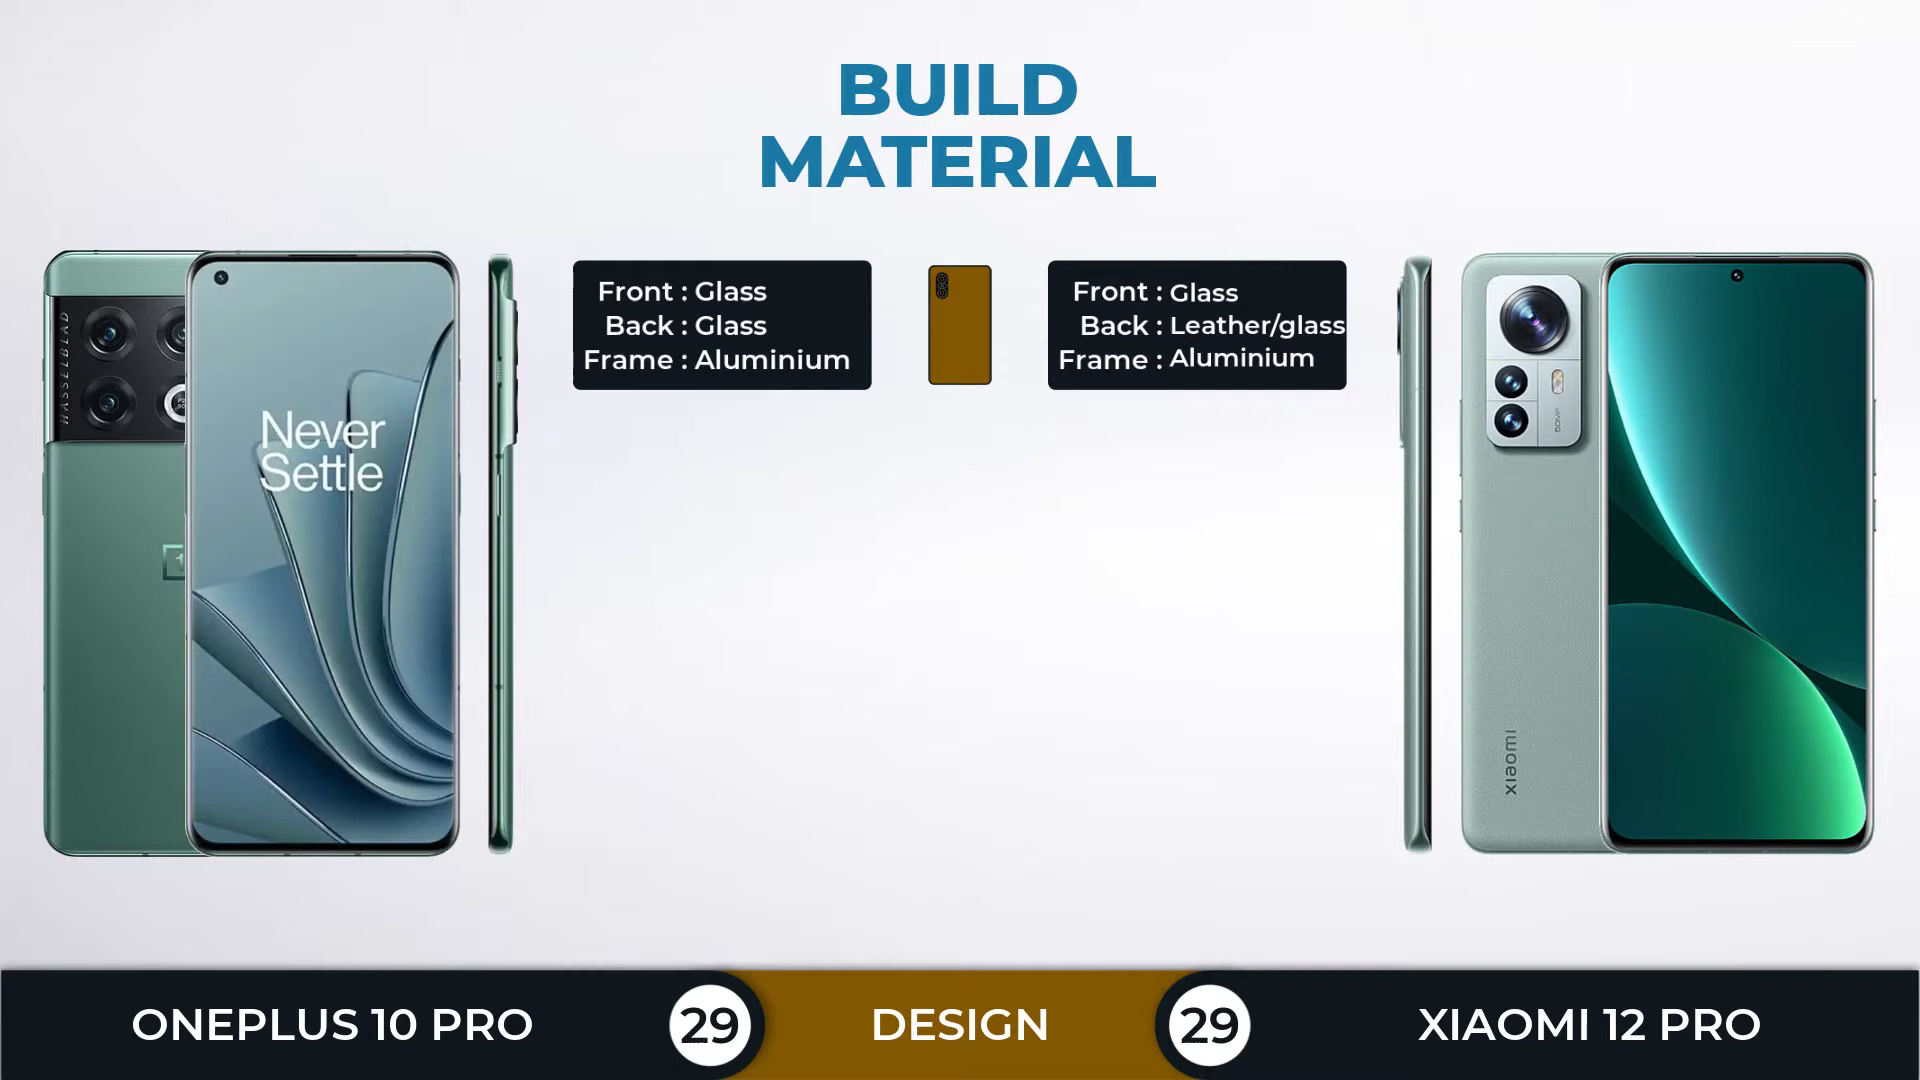 BUILD
MATERIAL
HASSELBLAD
Never
Settle
Front : Glass
Back : Glass
Frame : Aluminium
Front : Glass
Back : Leather/glass
Frame : Aluminium
50MP
xiaomi
ONEPLUS 10 PRO
29
DESIGN
29
XIAOMI 12 PRO